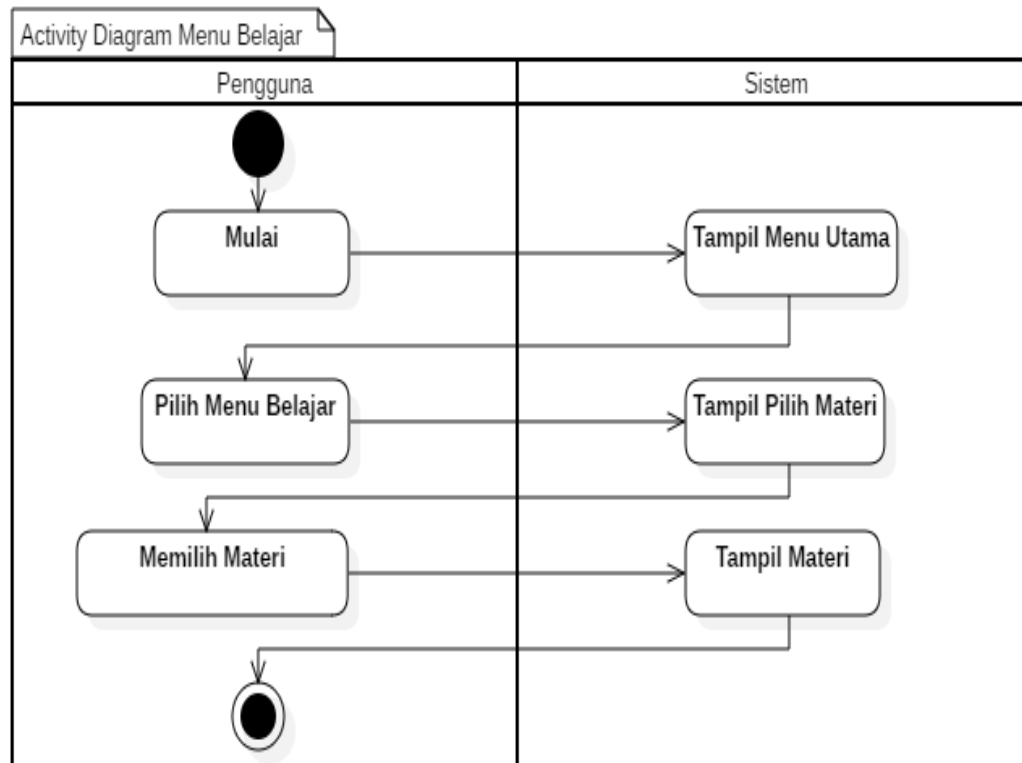 Activity Diagram Menu Belajar
Pengguna
Sistem
Mulai
Tampil Menu Utama
Pilih Menu Belajar
Tampil Pilih Materi
Memilih Materi
Tampil Materi